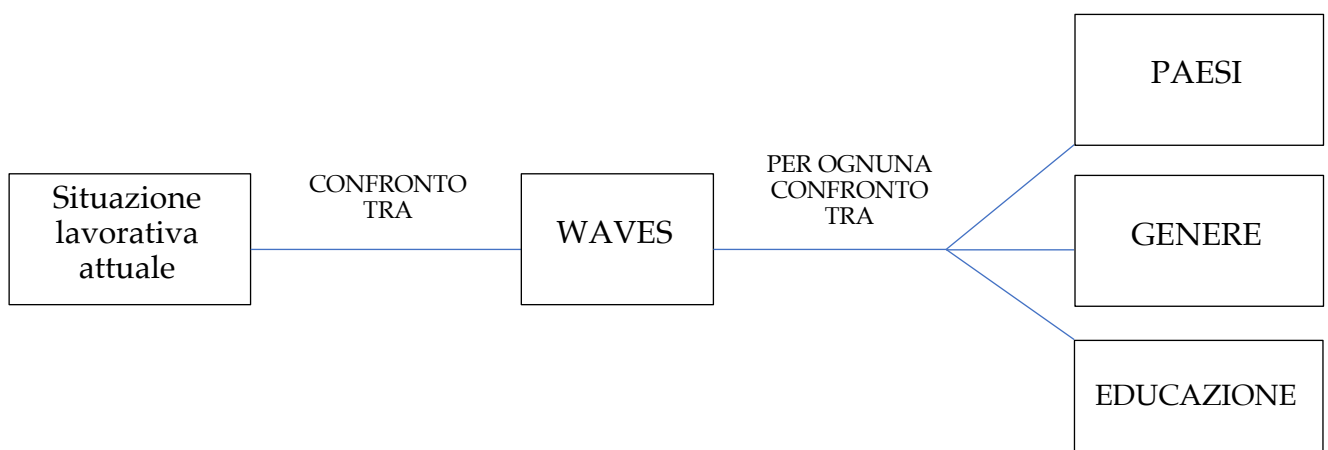 Situazione
lavorativa
attuale
CONFRONTO
TRA
WAVES
PER OGNUNA
CONFRONTO
TRA
PAESI
GENERE
EDUCAZIONE